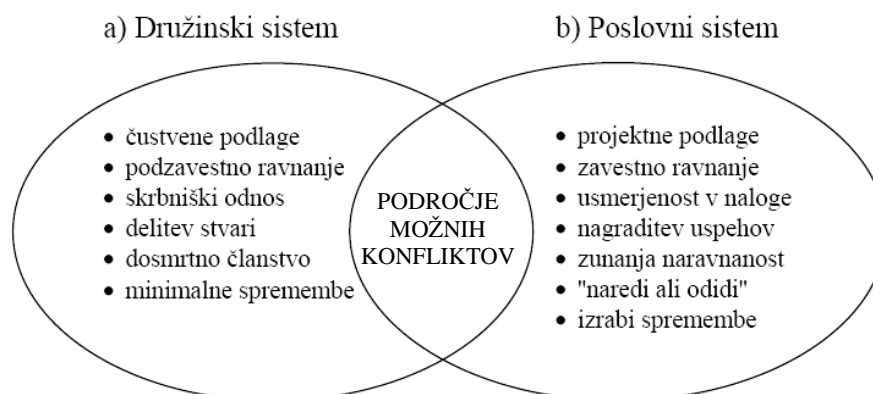 a) Družinski sistem
b) Poslovni sistem
• čustvene podlage
• podzavestno ravnanje
• skrbniški odnos
• delitev stvari
• dosmrtno članstvo
• minimalne spremembe
PODROČJE
MOŽNIH
KONFLIKTOV
• projektne podlage
• zavestno ravnanje
• usmerjenost v naloge
• nagraditev uspehov
• zunanja naravnanost
• "naredi ali odidi"
• izrabi spremembe